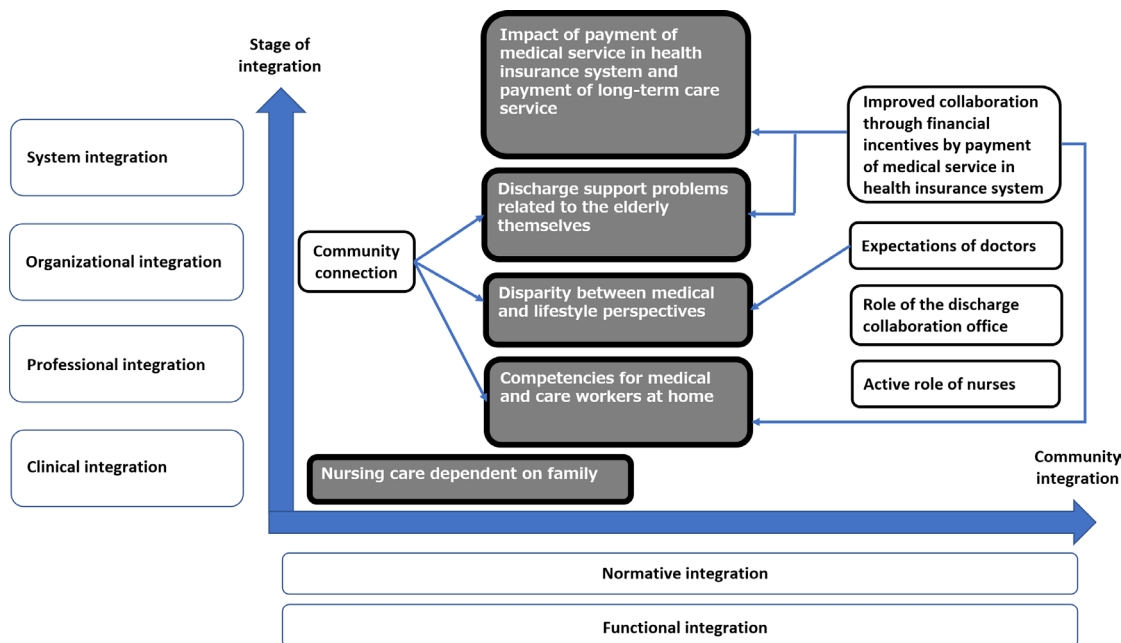 Stage of
integration
System integration
Organizational integration
Professional integration
Clinical integration
Community
connection
Impact of payment of
medical service in health
insurance system and
payment of long-term care
service
Discharge support problems
related to the elderly
themselves
Disparity between medical
and lifestyle perspectives
Competencies for medical
and care workers at home
Nursing care dependent on family
Improved collaboration
through financial
incentives by payment
of medical service in
health insurance system
Expectations of doctors
Role of the discharge
collaboration office
Active role of nurses
Community
integration
Normative integration
Functional integration